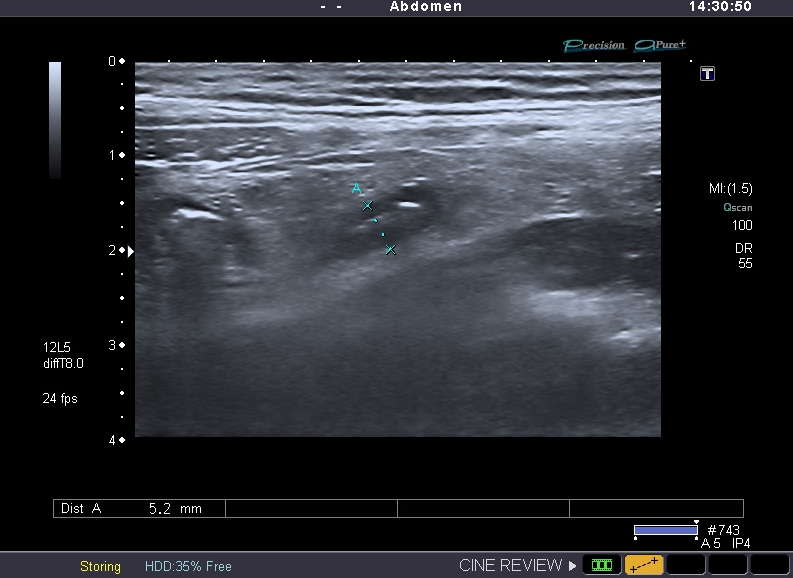 - - Abdomen 14:30:50
Precision APure+
T
0
1
2
3
4
A
MI:(1.5)
Qscan
100
DR
55
12L5
diffT8.0
24 fps
Dist A 5.2 mm
#743
A 5 IP4
Storing HDD:35% Free CINE REVIEW